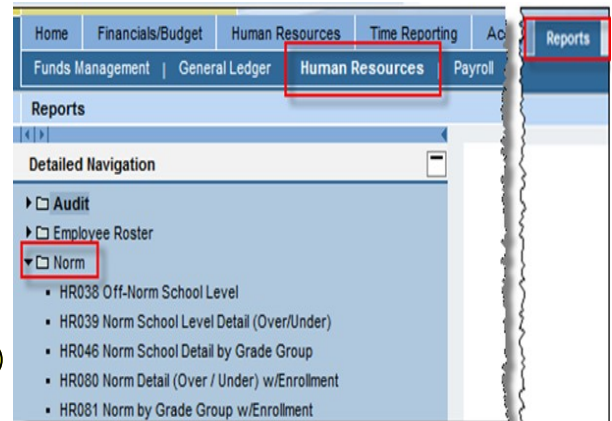 Home Financials/Budget Human Resources Time Reporting Ac Reports
Funds Management | General Ledger Human Resources | Payroll
Reports
Detailed Navigation
Audit
Employee Roster
Norm
HR038 Off-Norm School Level
HR039 Norm School Level Detail (Over/Under)
HR046 Norm School Detail by Grade Group
HR080 Norm Detail (Over / Under) w/Enrollment
HR081 Norm by Grade Group w/Enrollment